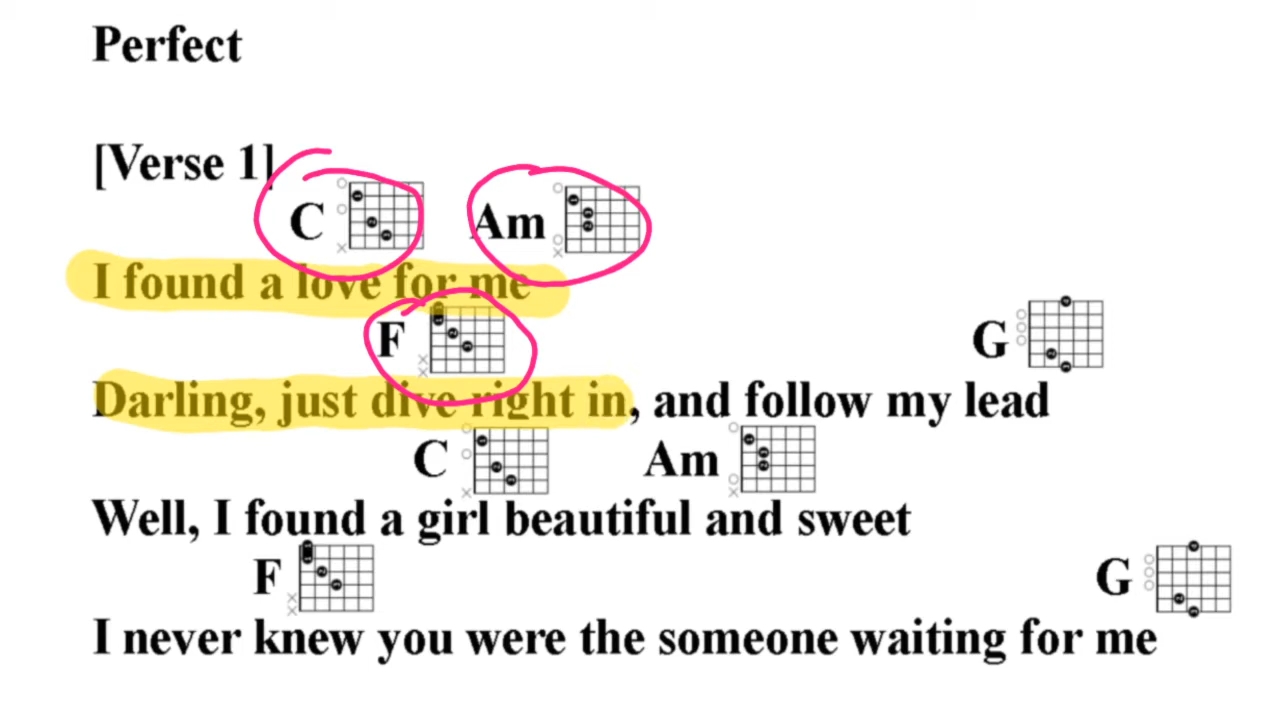 Perfect
[Verse 1]
C Am
I found a love for me
F G
Darling, just dive right in, and follow my lead
C Am
Well, I found a girl beautiful and sweet
F G
I never knew you were the someone waiting for me